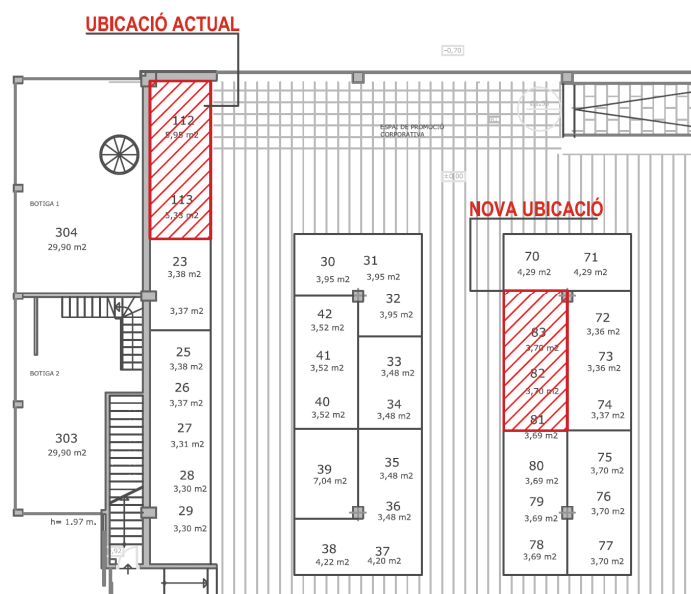 UBICACIÓ ACTUAL
-0,70
112
5,95 m2
ESPAI DE PROMOCIÓ
CORPORATIVA
±0,00
113
5,33 m2
BOTIGA 1
304
29,90 m2
NOVA UBICACIÓ
23
3,38 m2
3,37 m2
30
3,95 m2
31
3,95 m2
32
3,95 m2
70
4,29 m2
71
4,29 m2
42
3,52 m2
41
3,52 m2
40
3,52 m2
33
3,48 m2
34
3,48 m2
83
3,70 m2
82
3,70 m2
81
3,69 m2
72
3,36 m2
73
3,36 m2
74
3,37 m2
BOTIGA 2
303
29,90 m2
25
3,38 m2
26
3,37 m2
27
3,31 m2
28
3,30 m2
29
3,30 m2
39
7,04 m2
35
3,48 m2
36
3,48 m2
38
4,22 m2
37
4,20 m2
80
3,69 m2
79
3,69 m2
78
3,69 m2
75
3,70 m2
76
3,70 m2
77
3,70 m2
h= 1.97 m.